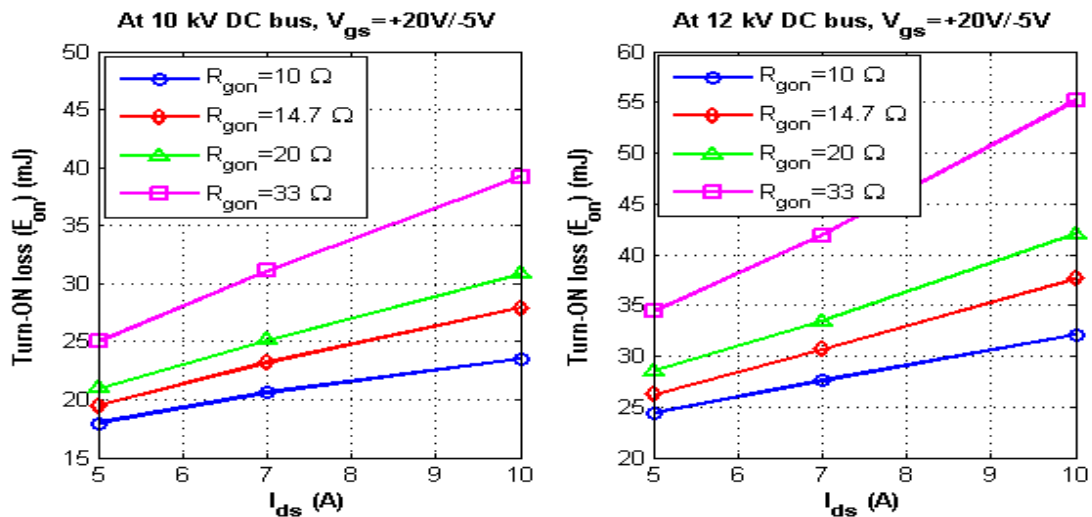 At 10 kV DC bus, Vgs=+20V/-5V
Turn-ON loss (Eon) (mJ)
50
45
40
35
30
25
20
15
Rgon=10 Ω
Rgon=14.7 Ω
Rgon=20 Ω
Rgon=33 Ω
5 6 7 8 9 10
Ids (A)
At 12 kV DC bus, Vgs=+20V/-5V
Turn-ON loss (Eon) (mJ)
60
55
50
45
40
35
30
25
20
Rgon=10 Ω
Rgon=14.7 Ω
Rgon=20 Ω
Rgon=33 Ω
5 6 7 8 9 10
Ids (A)